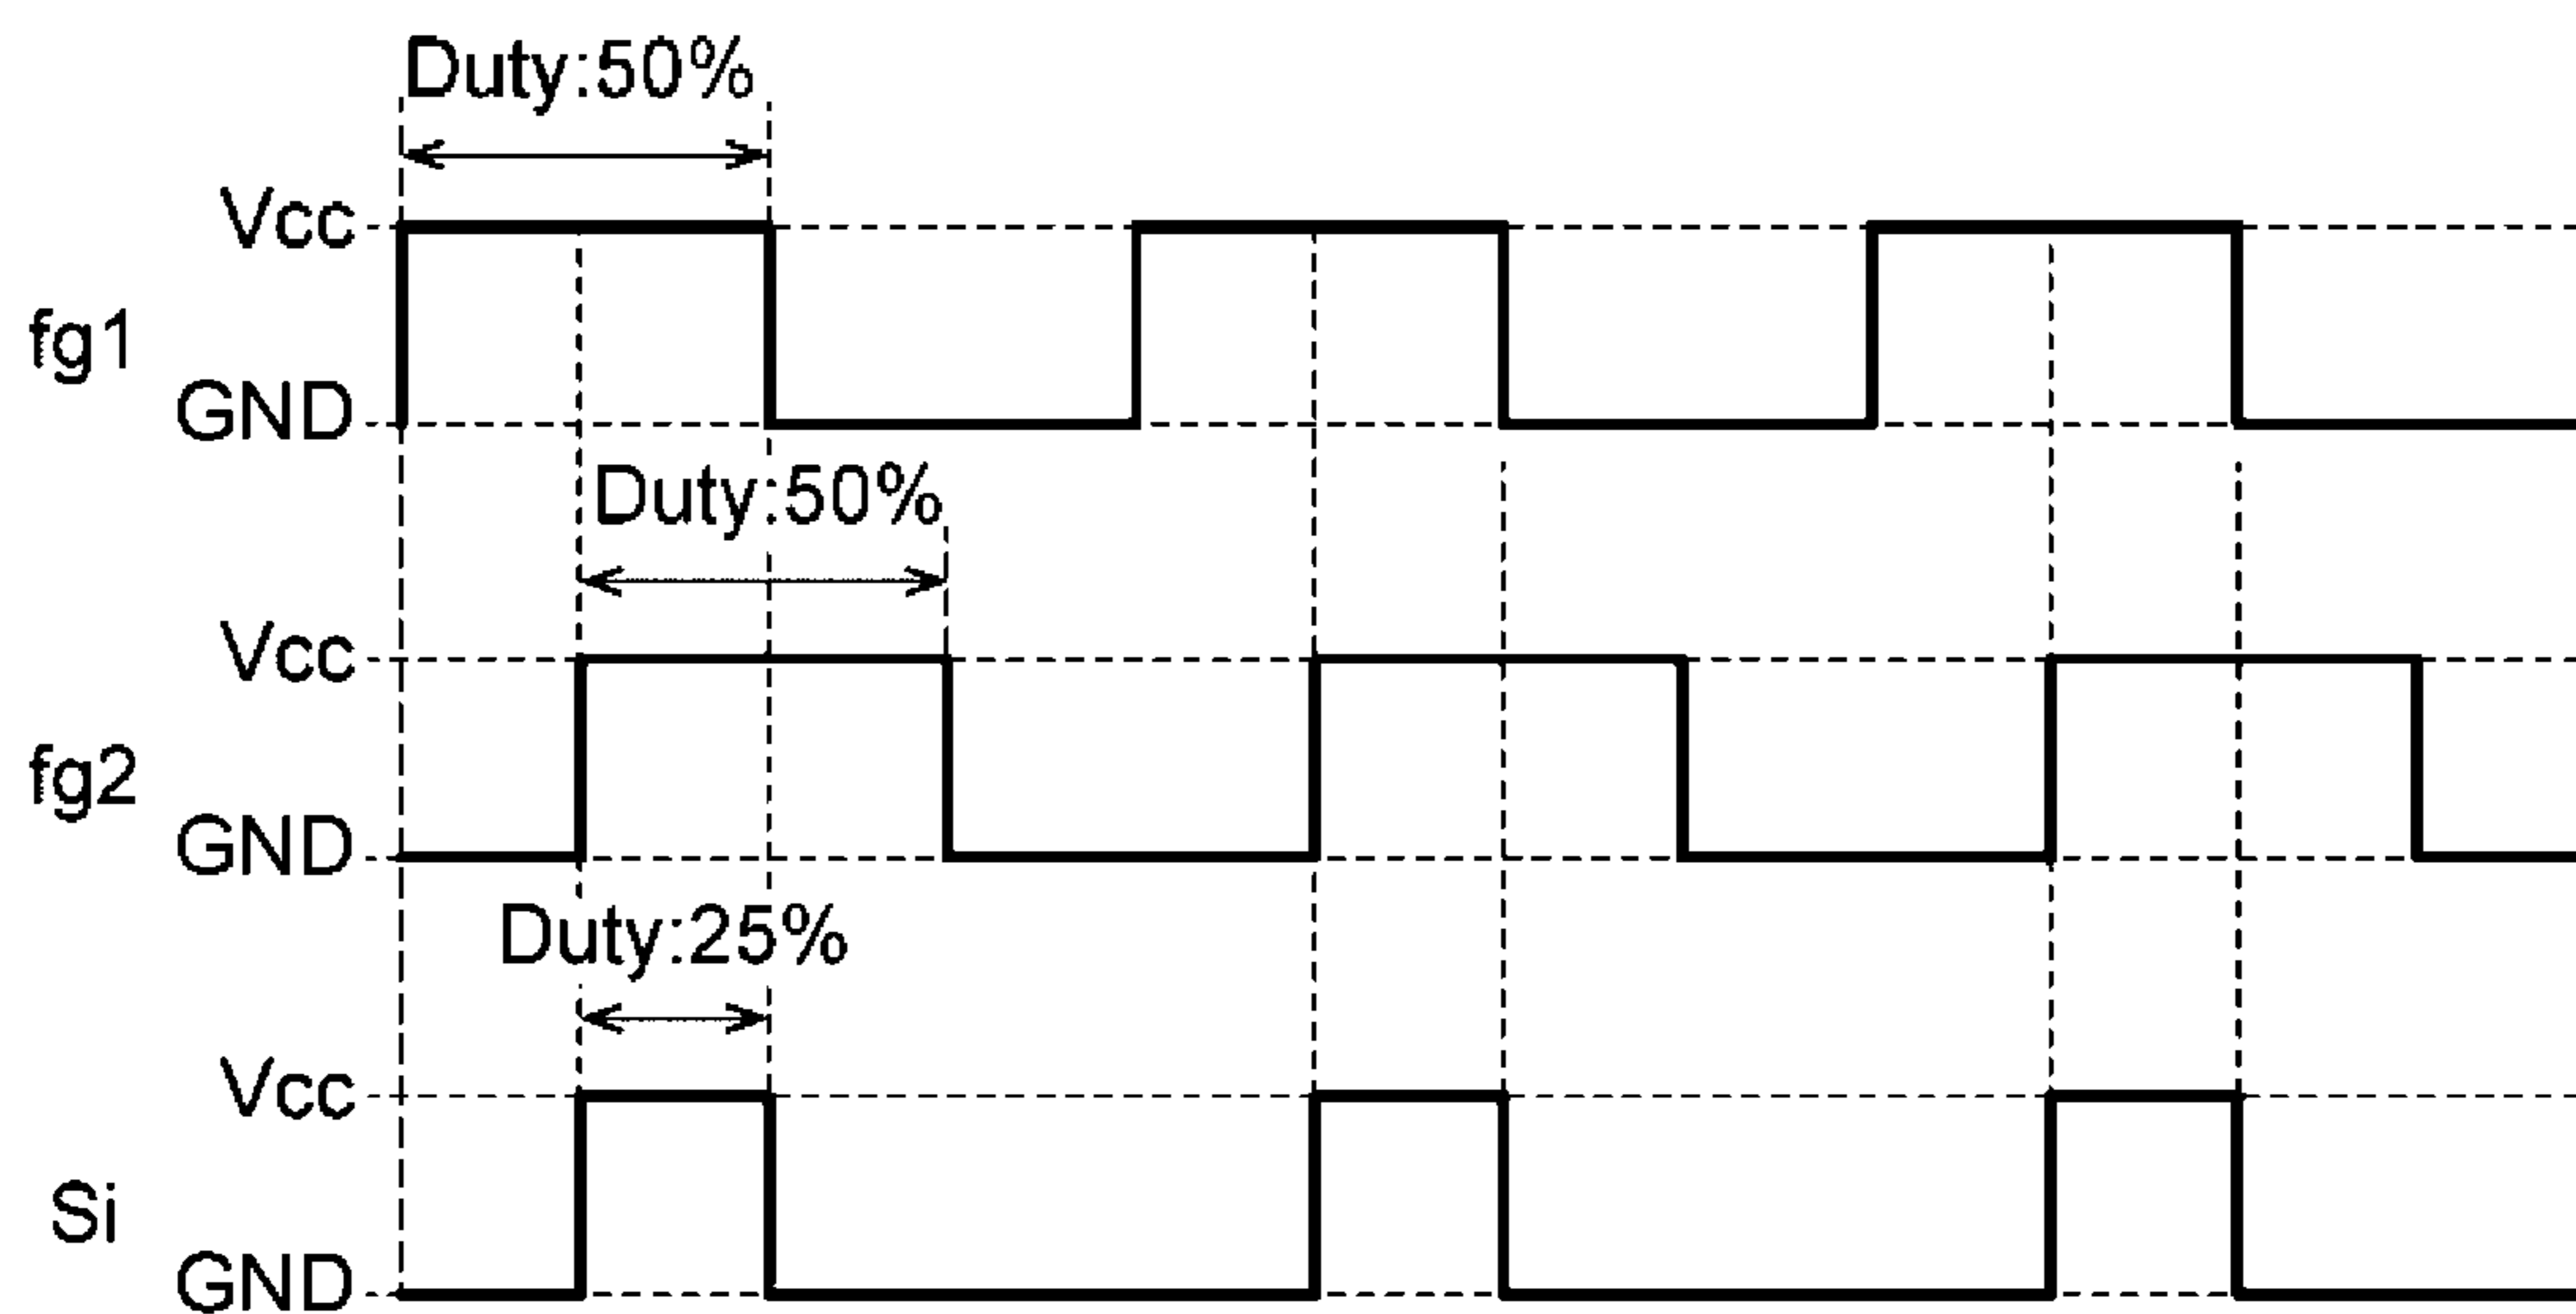 Duty:50%
Vcc
fg1
GND
Duty:50%
Vcc
fg2
GND
Duty:25%
Vcc
Si
GND